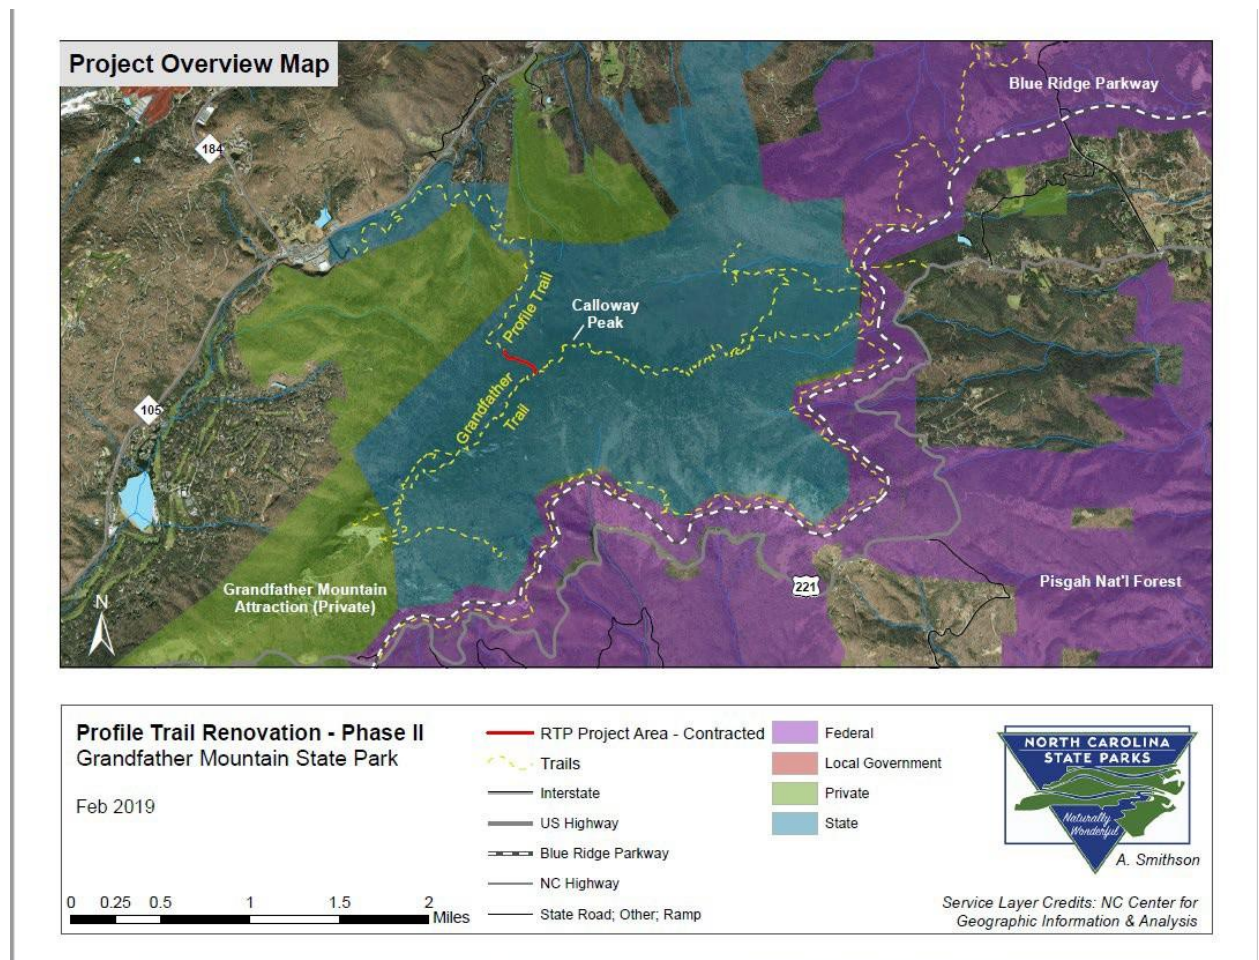 Project Overview Map
Blue Ridge Parkway
184
Profile Trail
Calloway
Peak
Grandfather
Trail
105
Grandfather Mountain
Attraction (Private)
221
Pisgah Nat'l Forest
N
Profile Trail Renovation - Phase II
Grandfather Mountain State Park
Feb 2019
0 0.25 0.5 1 1.5 2
Miles
RTP Project Area - Contracted
Trails
Interstate
US Highway
Blue Ridge Parkway
NC Highway
State Road; Other; Ramp
Federal
Local Government
Private
State
NORTH CAROLINA
STATE PARKS
Naturally
Wonderful
A. Smithson
Service Layer Credits: NC Center for
Geographic Information & Analysis